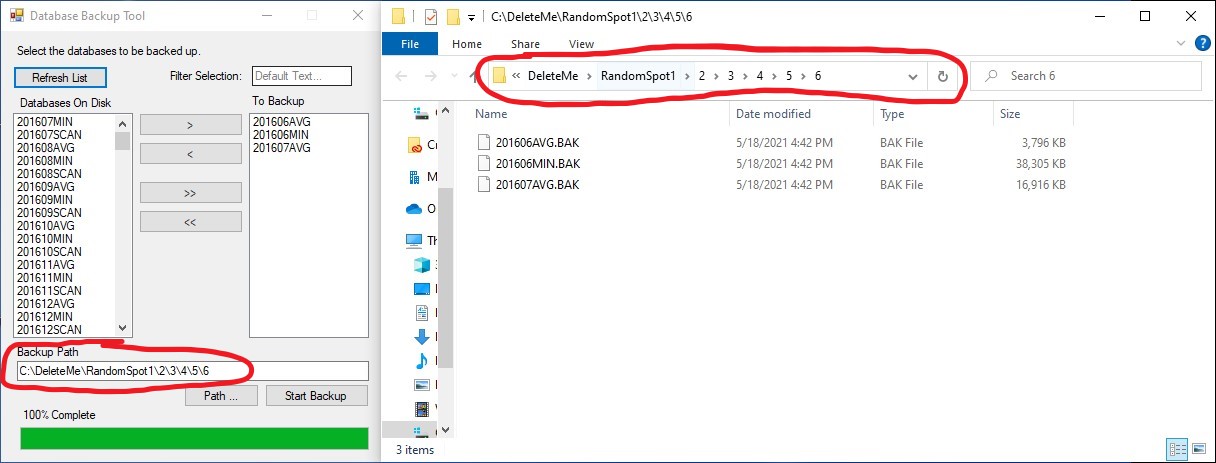 Database Backup Tool
Select the databases to be backed up.
Refresh List
Filter Selection:
Default Text...
Databases On Disk
To Backup
201607MIN
201607SCAN
201608AVG
201608MIN
201608SCAN
201609AVG
201609MIN
201609SCAN
201610AVG
201610MIN
201610SCAN
201611AVG
201611MIN
201611SCAN
201612AVG
201612MIN
201612SCAN
>
<
>>
<<
201606AVG
201606MIN
201607AVG
Backup Path
C:\DeleteMe\RandomSpot1\2\3\4\5\6
Path ...
Start Backup
100% Complete
C:\DeleteMe\RandomSpot1\2\3\4\5\6
File Home Share View
« DeleteMe > RandomSpot1 > 2 > 3 > 4 > 5 > 6
Search 6
Name Date modified Type Size
201606AVG.BAK 5/18/2021 4:42 PM BAK File 3,796 KB
201606MIN.BAK 5/18/2021 4:42 PM BAK File 38,305 KB
201607AVG.BAK 5/18/2021 4:42 PM BAK File 16,916 KB
Cr
M
O
Th
3
3 items